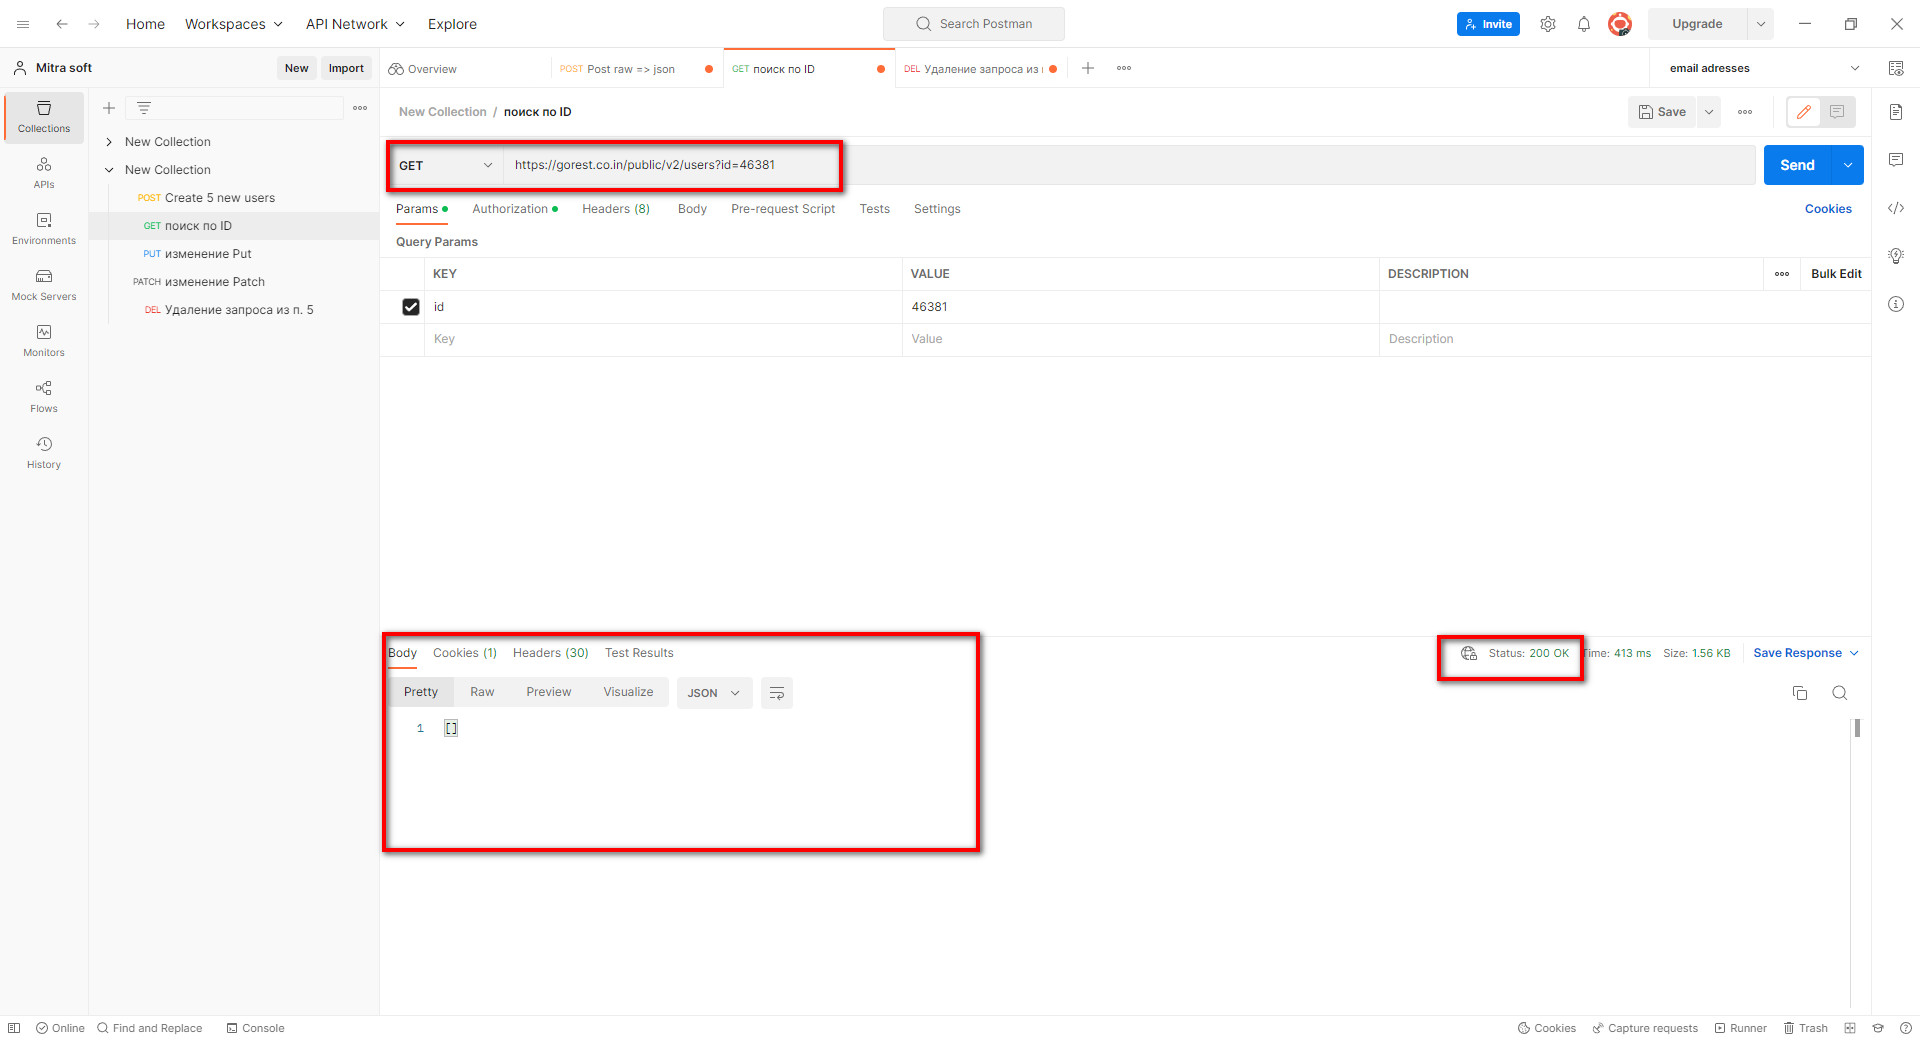 Home Workspaces API Network Explore Search Postman Invite Upgrade
Mitra soft New Import Overview POST Post raw => json GET поиск по ID DEL Удаление запроса из email adresses
Collections
APIs
Environments
Mock Servers
Monitors
Flows
History
New Collection
New Collection
POST Create 5 new users
GET поиск по ID
PUT изменение Put
PATCH изменение Patch
DEL Удаление запроса из п. 5
New Collection / поиск по ID Save
GET https://gorest.co.in/public/v2/users?id=46381 Send
Params Authorization Headers (8) Body Pre-request Script Tests Settings Cookies
Query Params
KEY VALUE DESCRIPTION Bulk Edit
id 46381
Key Value Description
Body Cookies (1) Headers (30) Test Results Status: 200 OK Time: 413 ms Size: 1.56 KB Save Response
Pretty Raw Preview Visualize JSON
1 []
Online Find and Replace Console Cookies Capture requests Runner Trash